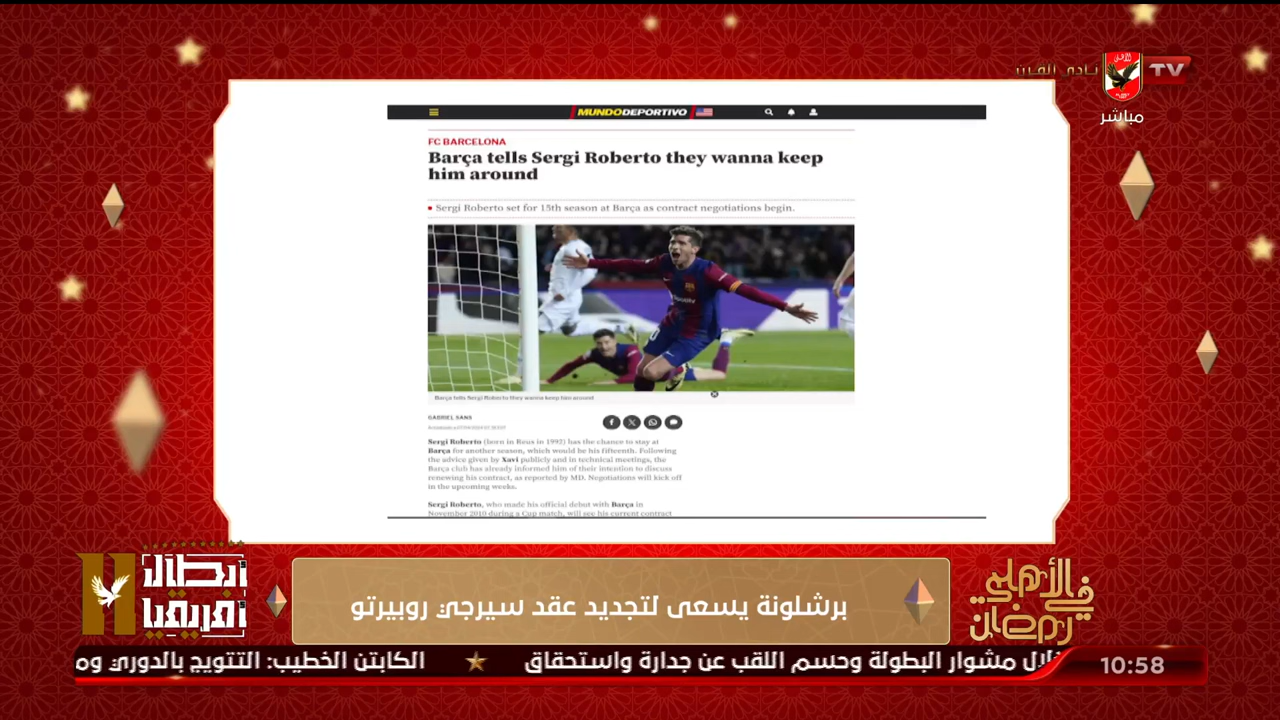 TV
نادي القرن
مباشر
MUNDODEPORTIVO
FC BARCELONA
Barça tells Sergi Roberto they wanna keep
him around
Sergi Roberto set for 15th season at Barça as contract negotiations begin.
Barça tells Sergi Roberto they wanna keep him around
GABRIEL SANS
Sergi Roberto (born in Reus in 1992) has the chance to stay at
Barça for another season, which would be his fifteenth. Following
the advice given by Xavi publicly and in technical meetings, the
Barça club has already informed him of their intention to discuss
renewing his contract, as reported by MD. Negotiations will kick off
in the upcoming weeks.
Sergi Roberto, who made his official debut with Barça in
November 2010 during a Cup match, will see his current contract
أبطال
أفريقيا
11
برشلونة يسعى لتجديد عقد سيرجي روبيرتو
في الأهلي
رمضان
خلال مشوار البطولة وحسم اللقب عن جدارة واستحقاق ★ الكابتن الخطيب: التتويج بالدوري وم
10:58